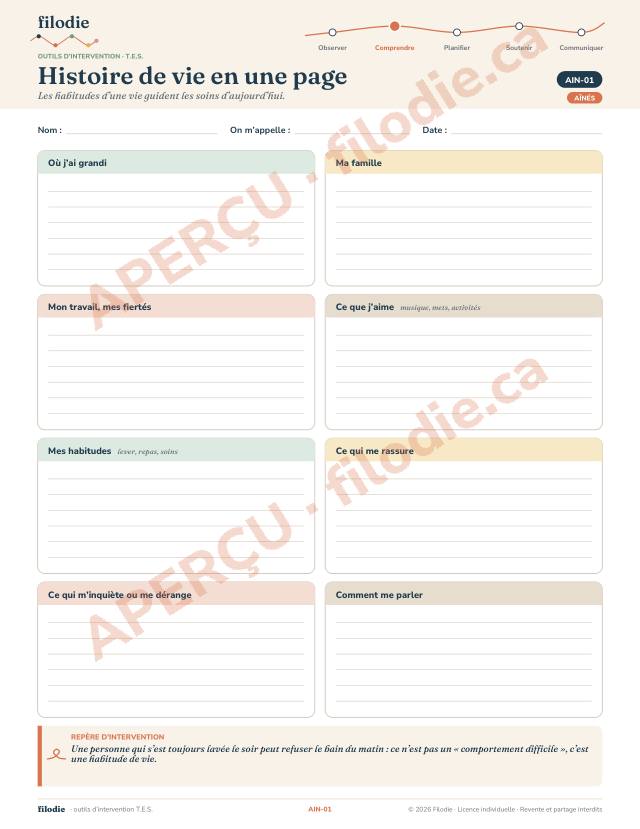 filodie
OUTILS D'INTERVENTION · T.E.S.
Observer Comprendre Planifier Soutenir Communiquer
Histoire de vie en une page
Les habitudes d'une vie guident les soins d'aujourd'hui.
AIN-01
AÎNÉS
Nom : On m'appelle : Date :
Où j'ai grandi
Ma famille
Mon travail, mes fiertés
Ce que j'aime musique, mets, activités
Mes habitudes lever, repas, soins
Ce qui me rassure
Ce qui m'inquiète ou me dérange
Comment me parler
APERÇU · filodie.ca
APERÇU · filodie.ca
REPÈRE D'INTERVENTION
Une personne qui s'est toujours lavée le soir peut refuser le bain du matin : ce n'est pas un « comportement difficile », c'est
une habitude de vie.
filodie · outils d'intervention T.E.S. AIN-01 © 2026 Filodie · Licence individuelle · Revente et partage interdits